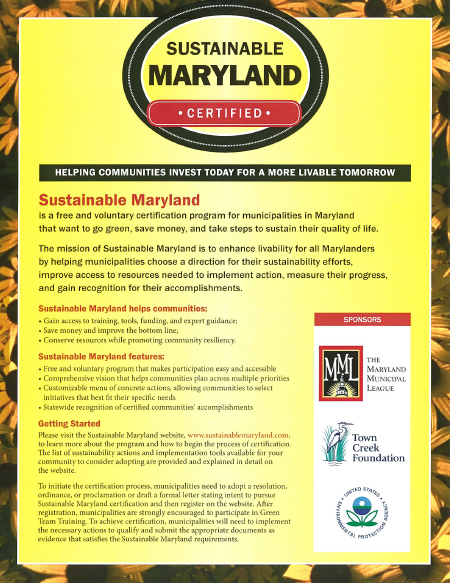 SUSTAINABLE
MARYLAND
• CERTIFIED •
HELPING COMMUNITIES INVEST TODAY FOR A MORE LIVABLE TOMORROW
Sustainable Maryland
is a free and voluntary certification program for municipalities in Maryland
that want to go green, save money, and take steps to sustain their quality of life.
The mission of Sustainable Maryland is to enhance livability for all Marylanders
by helping municipalities choose a direction for their sustainability efforts,
improve access to resources needed to implement action, measure their progress,
and gain recognition for their accomplishments.
Sustainable Maryland helps communities:
• Gain access to training, tools, funding, and expert guidance;
• Save money and improve the bottom line;
• Conserve resources while promoting community resiliency.
Sustainable Maryland features:
• Free and voluntary program that makes participation easy and accessible
• Comprehensive vision that helps communities plan across multiple priorities
• Customizable menu of concrete actions, allowing communities to select
initiatives that best fit their specific needs
• Statewide recognition of certified communities' accomplishments
Getting Started
Please visit the Sustainable Maryland website, www.sustainablemaryland.com,
to learn more about the program and how to begin the process of certification.
The list of sustainability actions and implementation tools available for your
community to consider adopting are provided and explained in detail on
the website.
To initiate the certification process, municipalities need to adopt a resolution,
ordinance, or proclamation or draft a formal letter stating intent to pursue
Sustainable Maryland certification and then register on the website. After
registration, municipalities are strongly encouraged to participate in Green
Team Training. To achieve certification, municipalities will need to implement
the necessary actions to qualify and submit the appropriate documents as
evidence that satisfies the Sustainable Maryland requirements.
SPONSORS
MML
THE
MARYLAND
MUNICIPAL
LEAGUE
Town
Creek
Foundation
UNITED STATES
ENVIRONMENTAL PROTECTION AGENCY